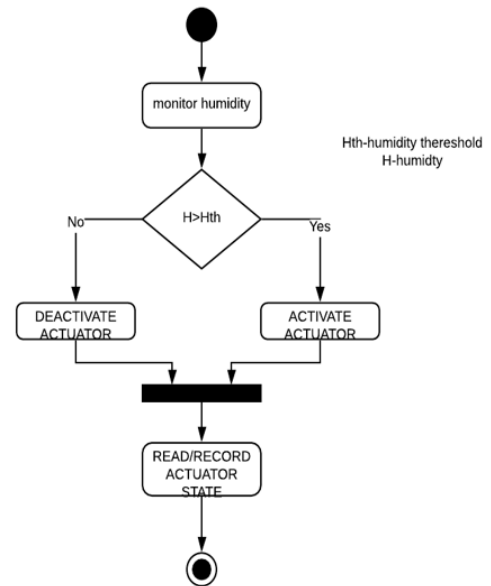 monitor humidity
Hth-humidity thereshold
H-humidty
H>Hth
No
Yes
DEACTIVATE
ACTUATOR
ACTIVATE
ACTUATOR
READ/RECORD
ACTUATOR
STATE